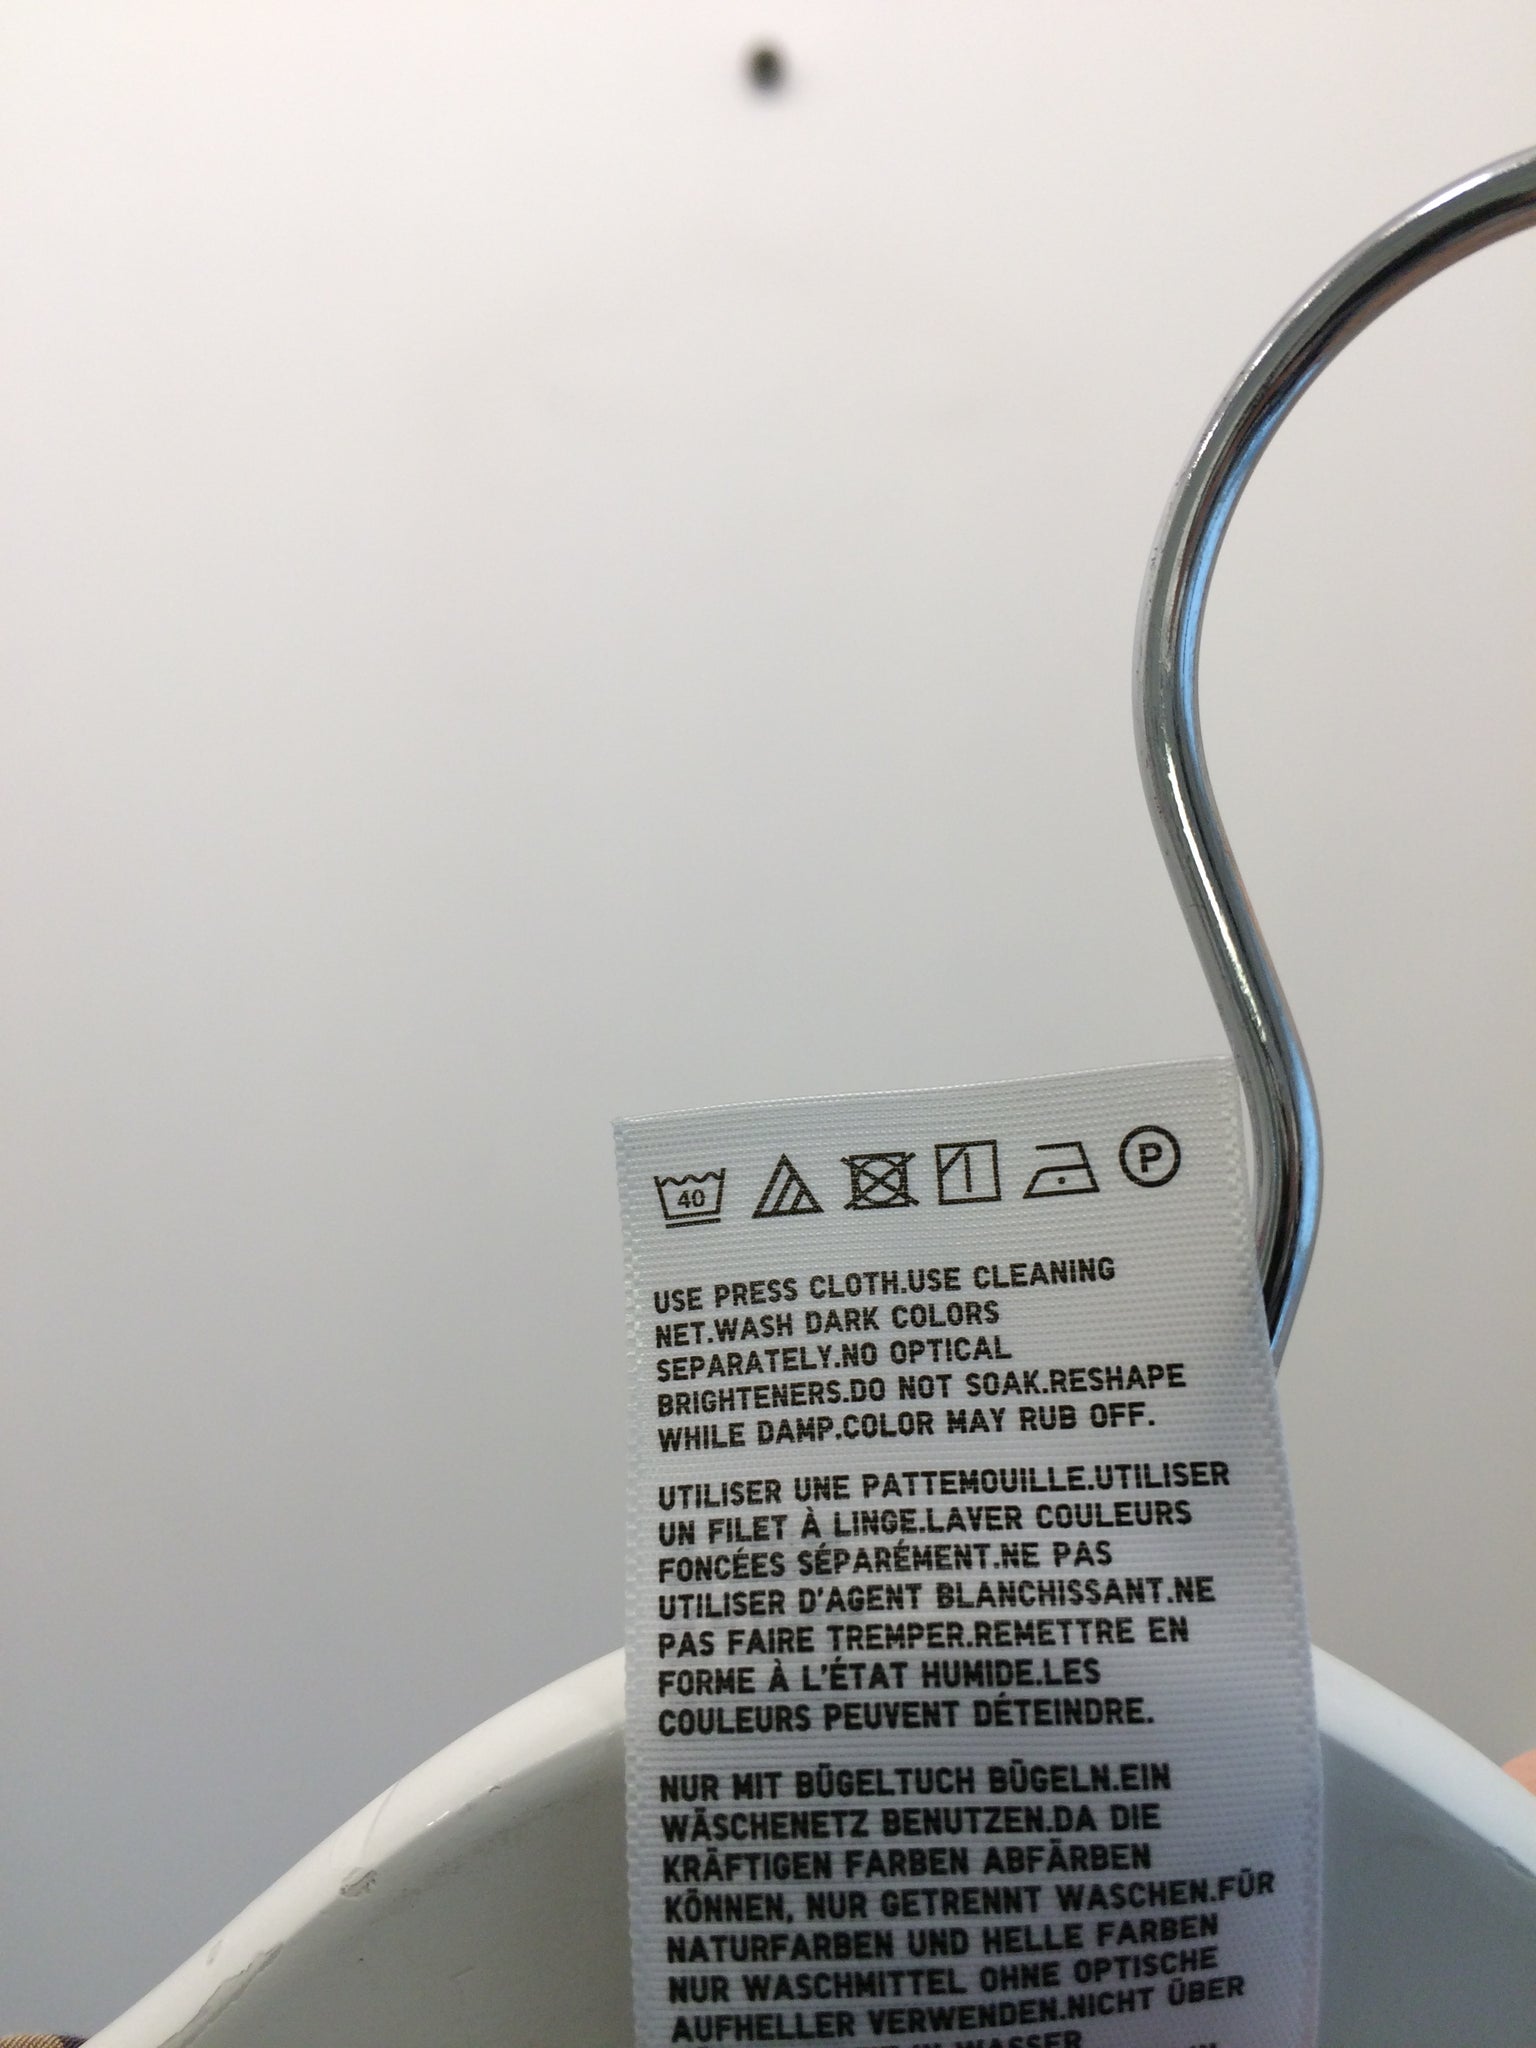 40
P
USE PRESS CLOTH.USE CLEANING
NET.WASH DARK COLORS
SEPARATELY.NO OPTICAL
BRIGHTENERS.DO NOT SOAK.RESHAPE
WHILE DAMP.COLOR MAY RUB OFF.
UTILISER UNE PATTEMOUILLE.UTILISER
UN FILET À LINGE.LAVER COULEURS
FONCÉES SÉPARÉMENT.NE PAS
UTILISER D'AGENT BLANCHISSANT.NE
PAS FAIRE TREMPER.REMETTRE EN
FORME À L'ÉTAT HUMIDE.LES
COULEURS PEUVENT DÉTEINDRE.
NUR MIT BÜGELTUCH BÜGELN.EIN
WÄSCHENETZ BENUTZEN.DA DIE
KRÄFTIGEN FARBEN ABFÄRBEN
KÖNNEN, NUR GETRENNT WASCHEN.FÜR
NATURFARBEN UND HELLE FARBEN
NUR WASCHMITTEL OHNE OPTISCHE
AUFHELLER VERWENDEN.NICHT ÜBER
WASSER